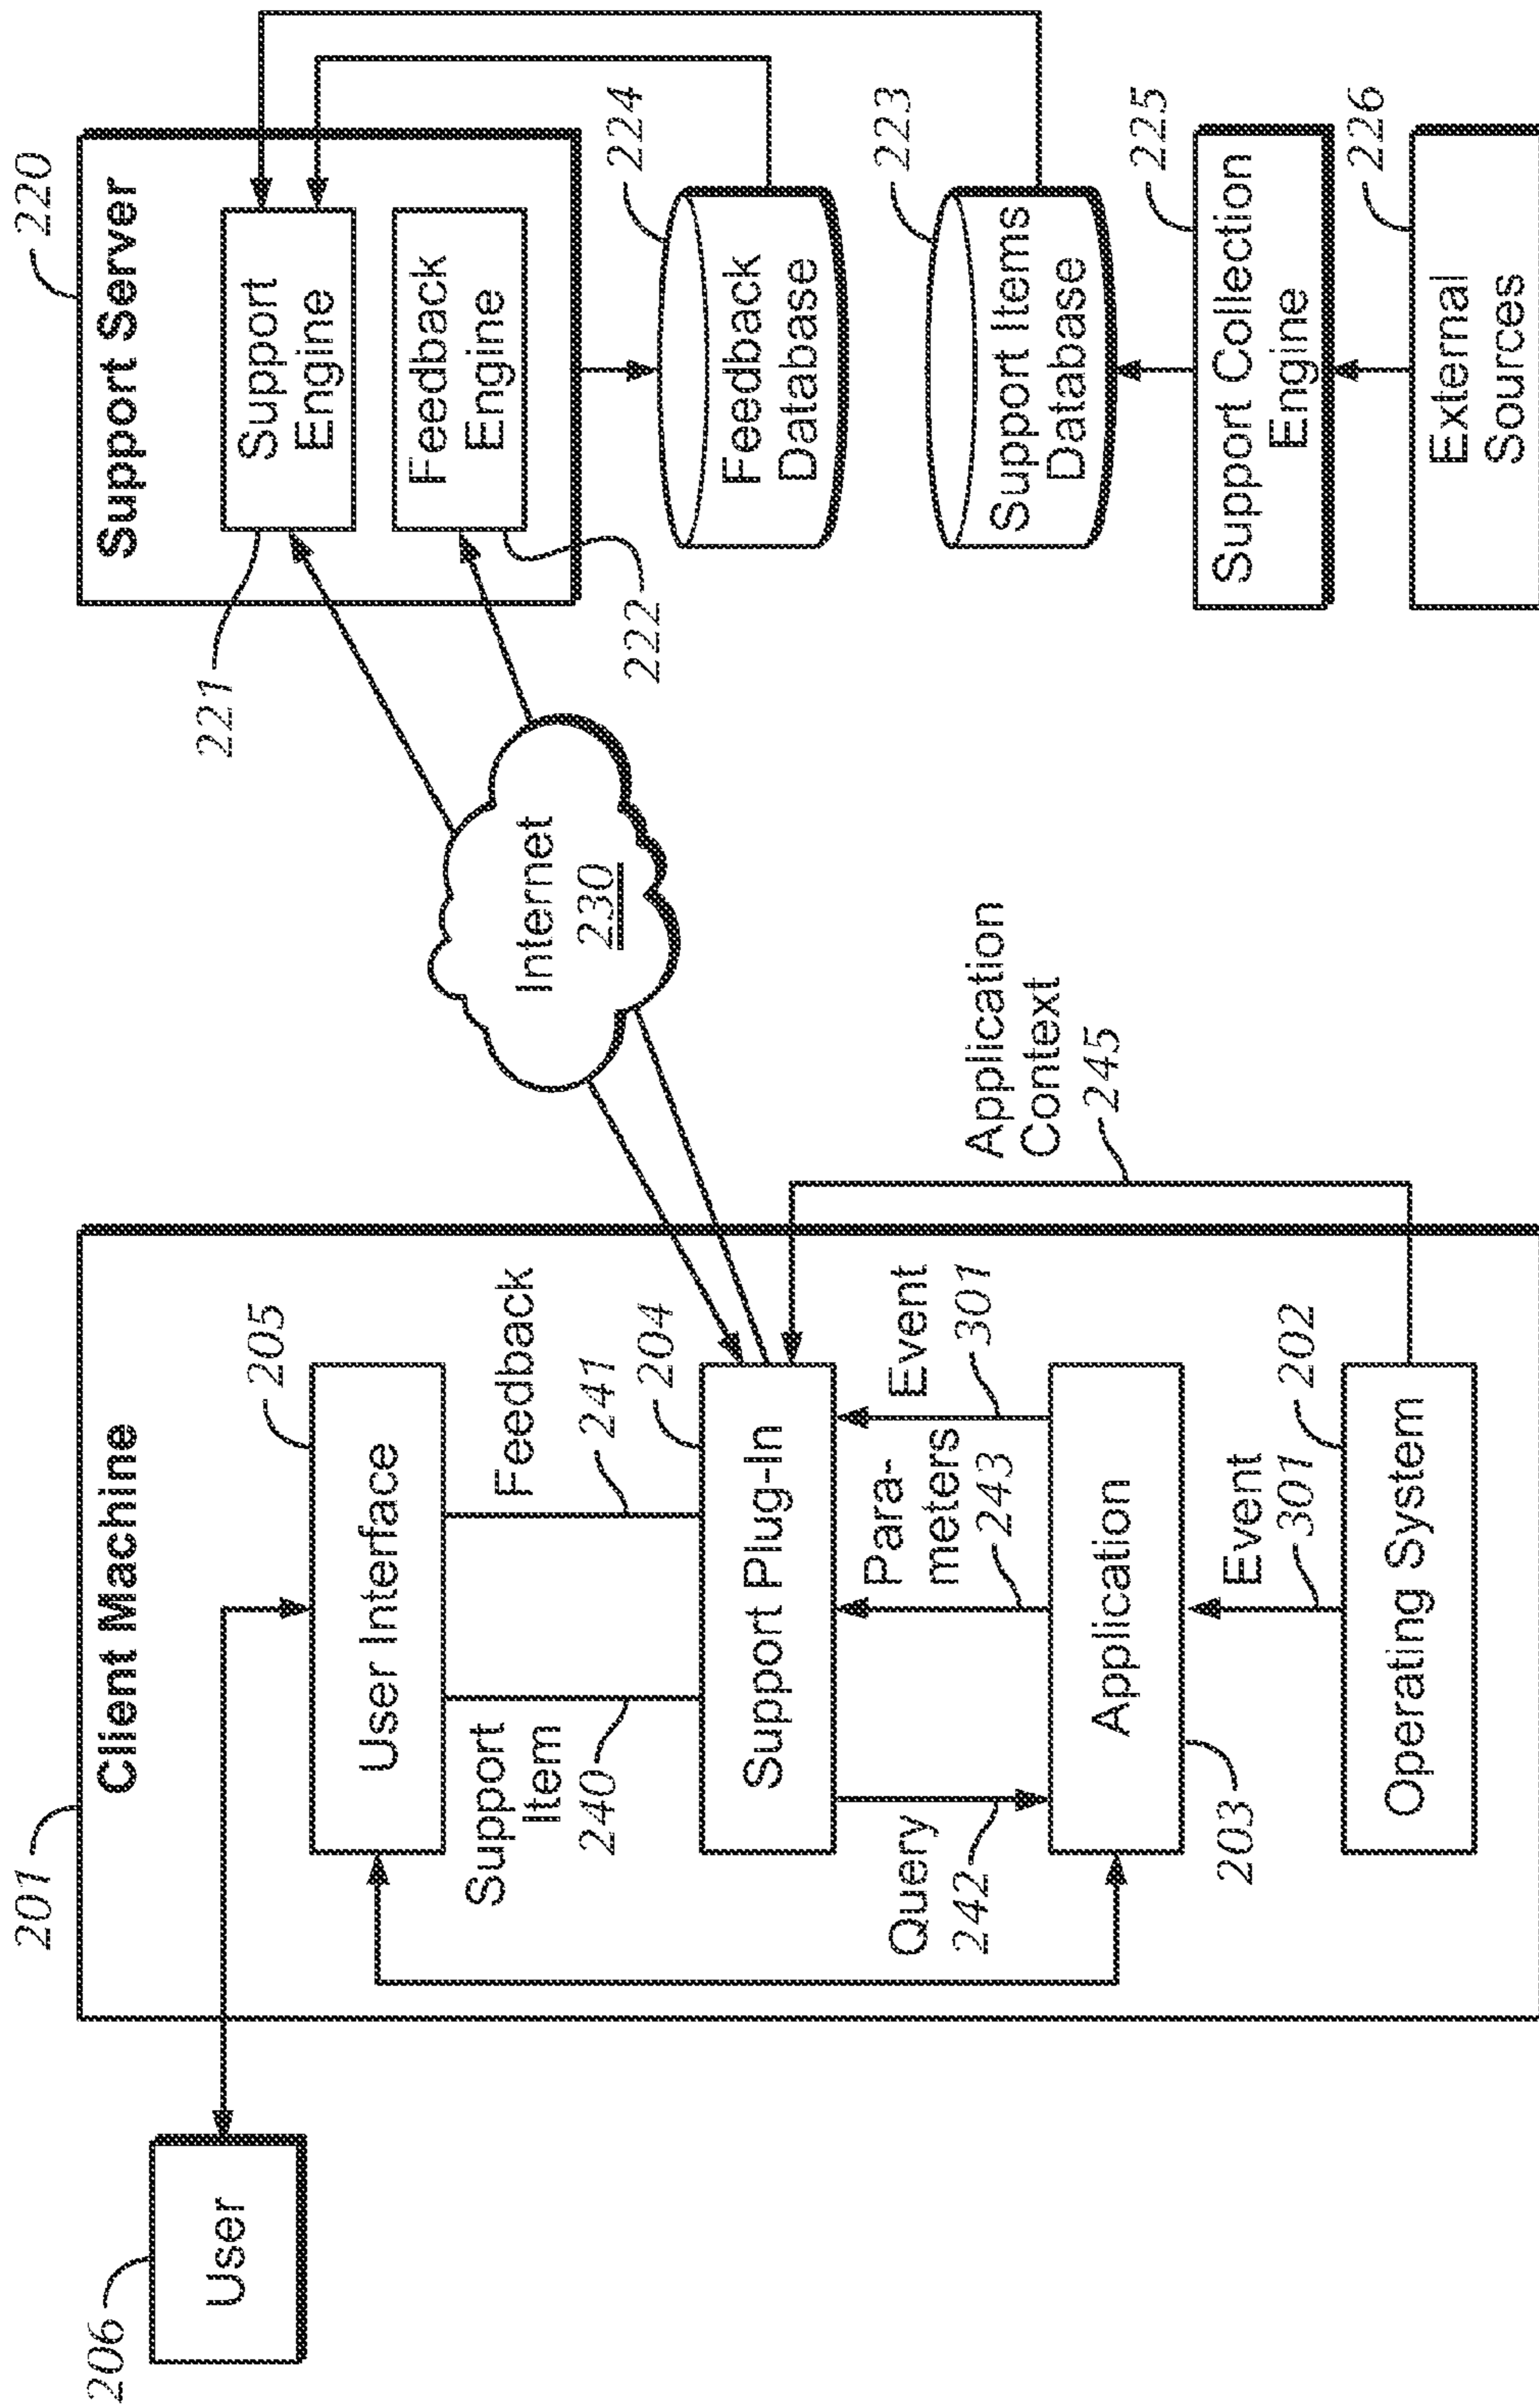 206
User
201
Client Machine
205
User Interface
Support
Item
240
Feedback
241
204
Support Plug-In
Query
242
Para-
meters
243
Event
301
Application
203
Event
301
202
Operating System
Application
Context
245
Internet
230
220
Support Server
221
Support
Engine
Feedback
Engine
222
224
Feedback
Database
223
Support Items
Database
225
Support Collection
Engine
226
External
Sources